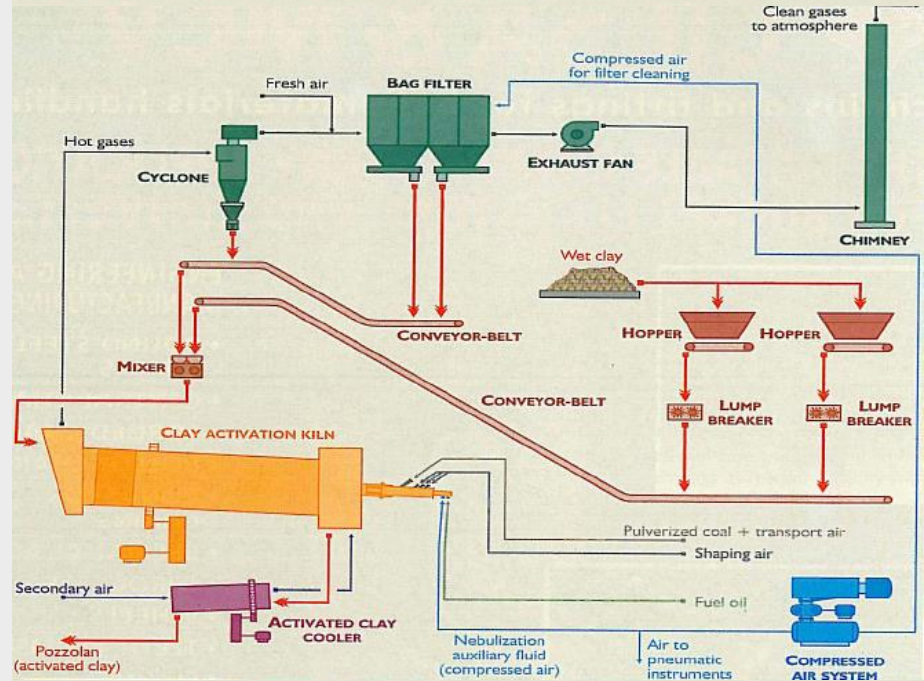 Clean gases
to atmosphere
Compressed air
for filter cleaning
BAG FILTER
Fresh air
Hot gases
CYCLONE
EXHAUST FAN
CHIMNEY
Wet clay
HOPPER
HOPPER
CONVEYOR-BELT
MIXER
CONVEYOR-BELT
LUMP
BREAKER
LUMP
BREAKER
CLAY ACTIVATION KILN
Pulverized coal + transport air
Shaping air
Secondary air
Fuel oil
ACTIVATED CLAY
COOLER
Pozzolan
(activated clay)
Nebulization
auxiliary fluid
(compressed air)
Air to
pneumatic
instruments
COMPRESSED
AIR SYSTEM